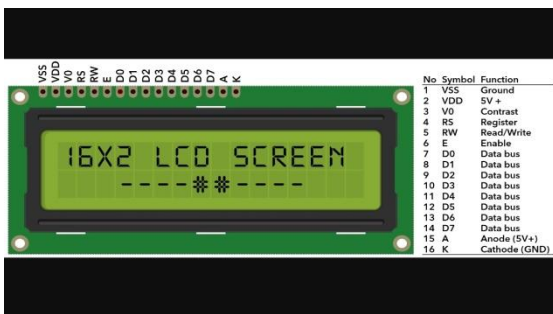 VSS VDD V0 RS RW E D0 D1 D2 D3 D4 D5 D6 D7 A K
16X2 LCD SCREEN
----##----
No Symbol Function
1 VSS Ground
2 VDD 5V +
3 V0 Contrast
4 RS Register
5 RW Read/Write
6 E Enable
7 D0 Data bus
8 D1 Data bus
9 D2 Data bus
10 D3 Data bus
11 D4 Data bus
12 D5 Data bus
13 D6 Data bus
14 D7 Data bus
15 A Anode (5V+)
16 K Cathode (GND)